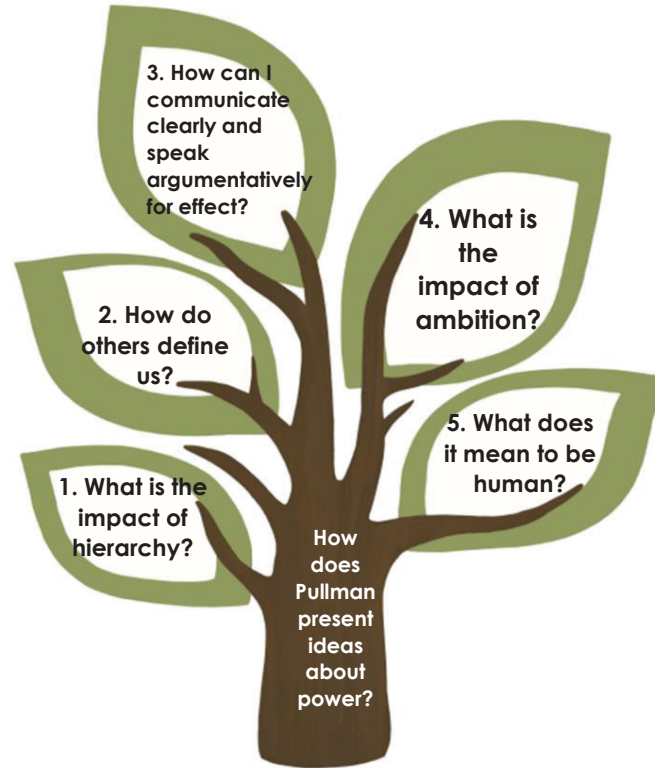 3. How can I
communicate
clearly and
speak
argumentatively
for effect?
4. What is
the
impact of
ambition?
2. How do
others define
us?
5. What does
it mean to be
human?
1. What is the
impact of
hierarchy?
How
does
Pullman
present
ideas
about
power?